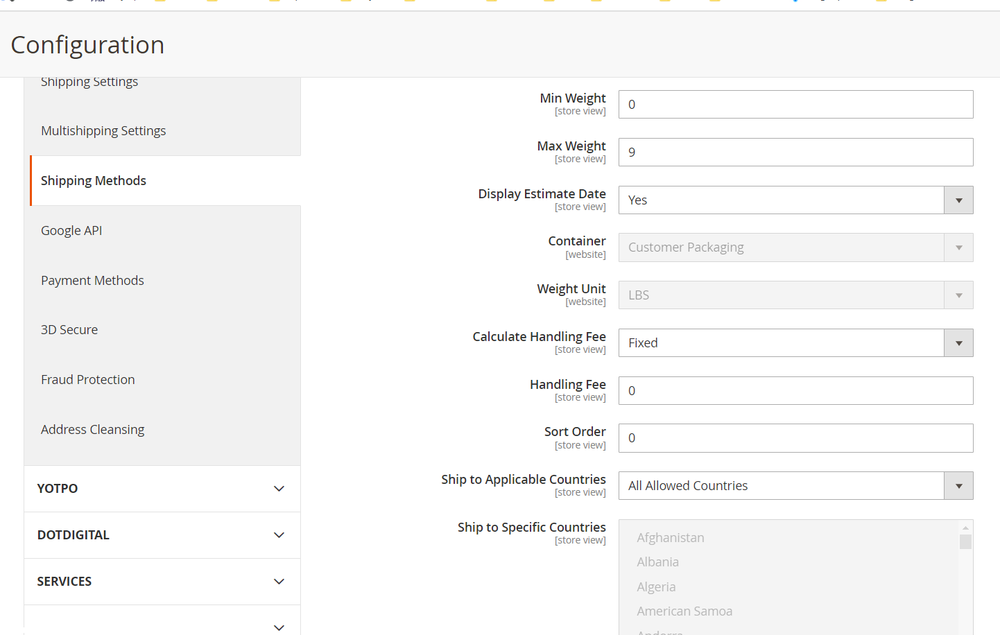 Configuration
Shipping Settings
Multishipping Settings
Shipping Methods
Google API
Payment Methods
3D Secure
Fraud Protection
Address Cleansing
YOTPO
DOTDIGITAL
SERVICES
Min Weight
[store view]
0
Max Weight
[store view]
9
Display Estimate Date
[store view]
Yes
Container
[website]
Customer Packaging
Weight Unit
[website]
LBS
Calculate Handling Fee
[store view]
Fixed
Handling Fee
[store view]
0
Sort Order
[store view]
0
Ship to Applicable Countries
[store view]
All Allowed Countries
Ship to Specific Countries
[store view]
Afghanistan
Albania
Algeria
American Samoa
Andorra